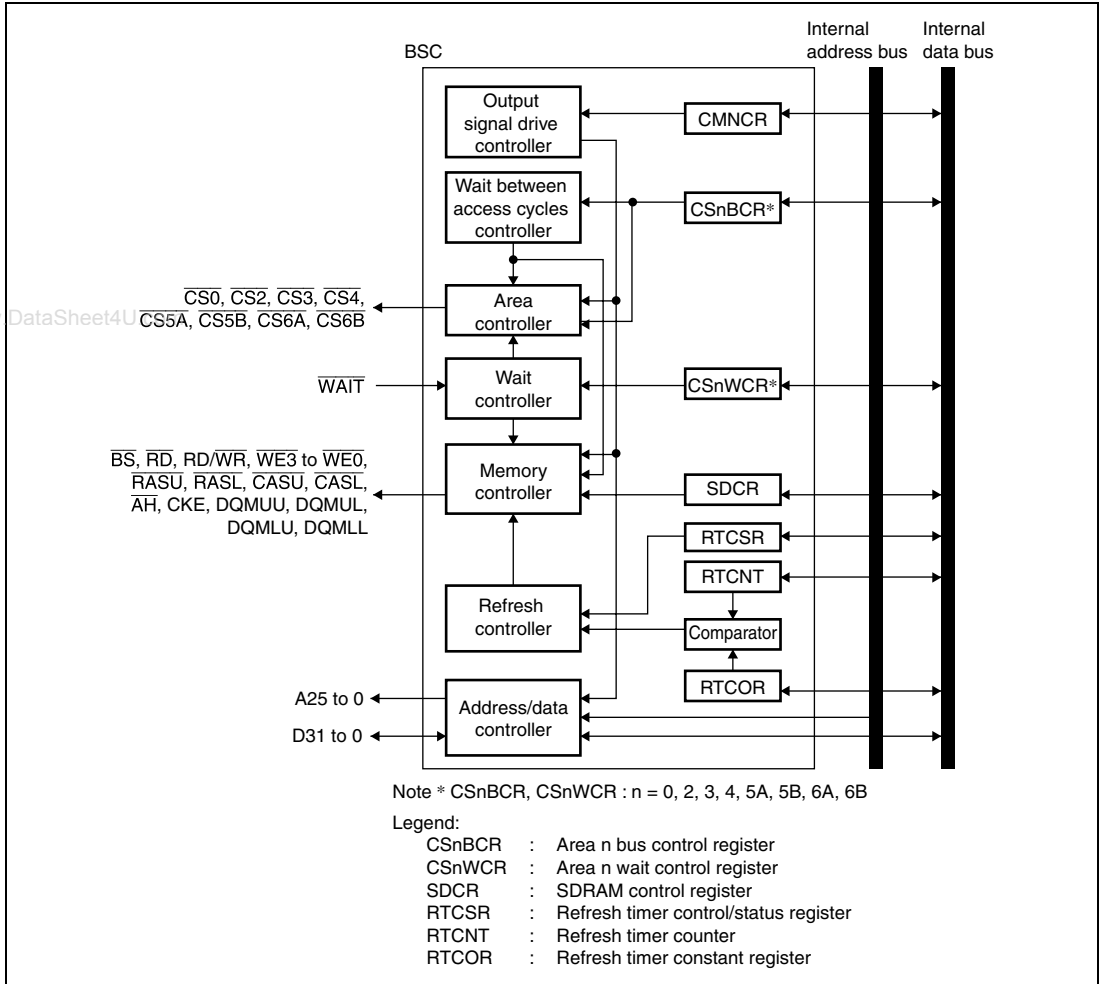 BSC
Internal
address bus
Internal
data bus
Output
signal drive
controller
CMNCR
Wait between
access cycles
controller
CSnBCR*
CS0, CS2, CS3, CS4,
CS5A, CS5B, CS6A, CS6B
Area
controller
DataSheet4U
WAIT
Wait
controller
CSnWCR*
BS, RD, RD/WR, WE3 to WE0,
RASU, RASL, CASU, CASL,
AH, CKE, DQMUU, DQMUL,
DQMLU, DQMLL
Memory
controller
SDCR
RTCSR
RTCNT
Refresh
controller
Comparator
RTCOR
A25 to 0
D31 to 0
Address/data
controller
Note * CSnBCR, CSnWCR : n = 0, 2, 3, 4, 5A, 5B, 6A, 6B
Legend:
CSnBCR : Area n bus control register
CSnWCR : Area n wait control register
SDCR : SDRAM control register
RTCSR : Refresh timer control/status register
RTCNT : Refresh timer counter
RTCOR : Refresh timer constant register